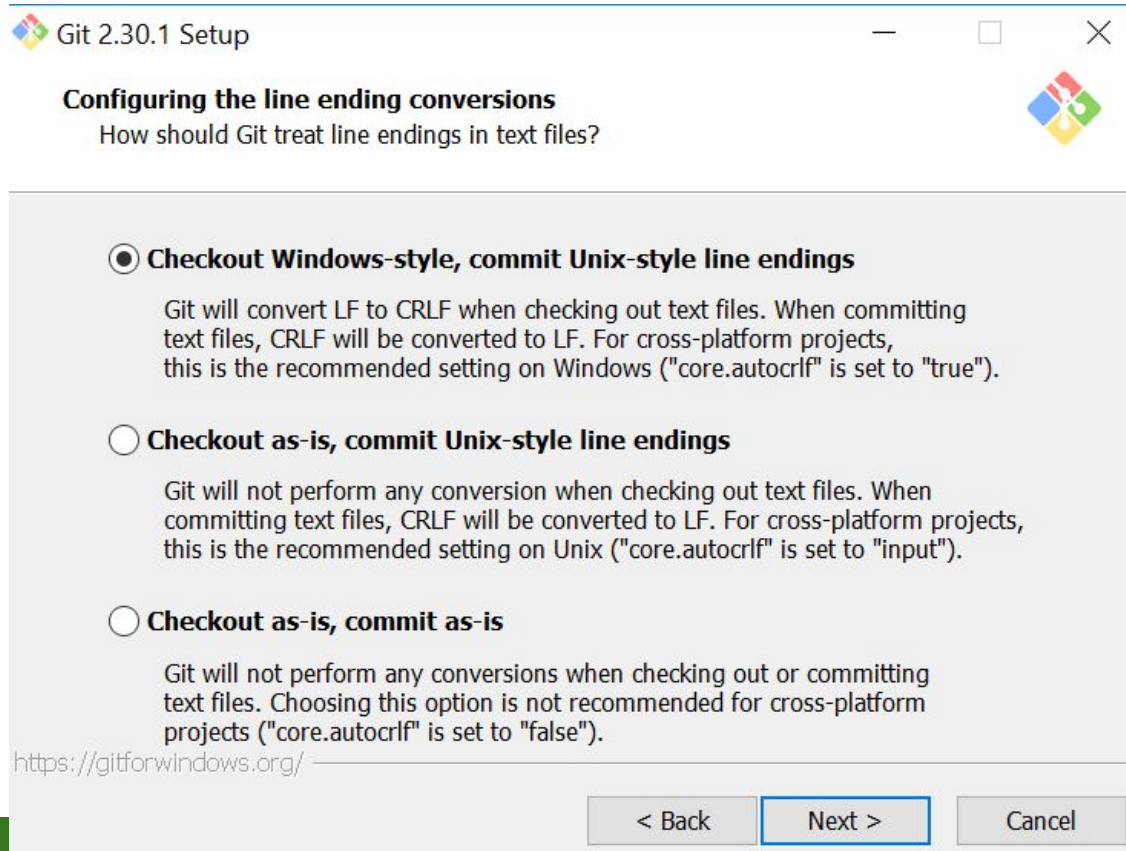 Git 2.30.1 Setup
Configuring the line ending conversions
How should Git treat line endings in text files?
Checkout Windows-style, commit Unix-style line endings
Git will convert LF to CRLF when checking out text files. When committing
text files, CRLF will be converted to LF. For cross-platform projects,
this is the recommended setting on Windows ("core.autocrlf" is set to "true").
Checkout as-is, commit Unix-style line endings
Git will not perform any conversion when checking out text files. When
committing text files, CRLF will be converted to LF. For cross-platform projects,
this is the recommended setting on Unix ("core.autocrlf" is set to "input").
Checkout as-is, commit as-is
Git will not perform any conversions when checking out or committing
text files. Choosing this option is not recommended for cross-platform
projects ("core.autocrlf" is set to "false").
https://gitforwindows.org/
< Back Next > Cancel